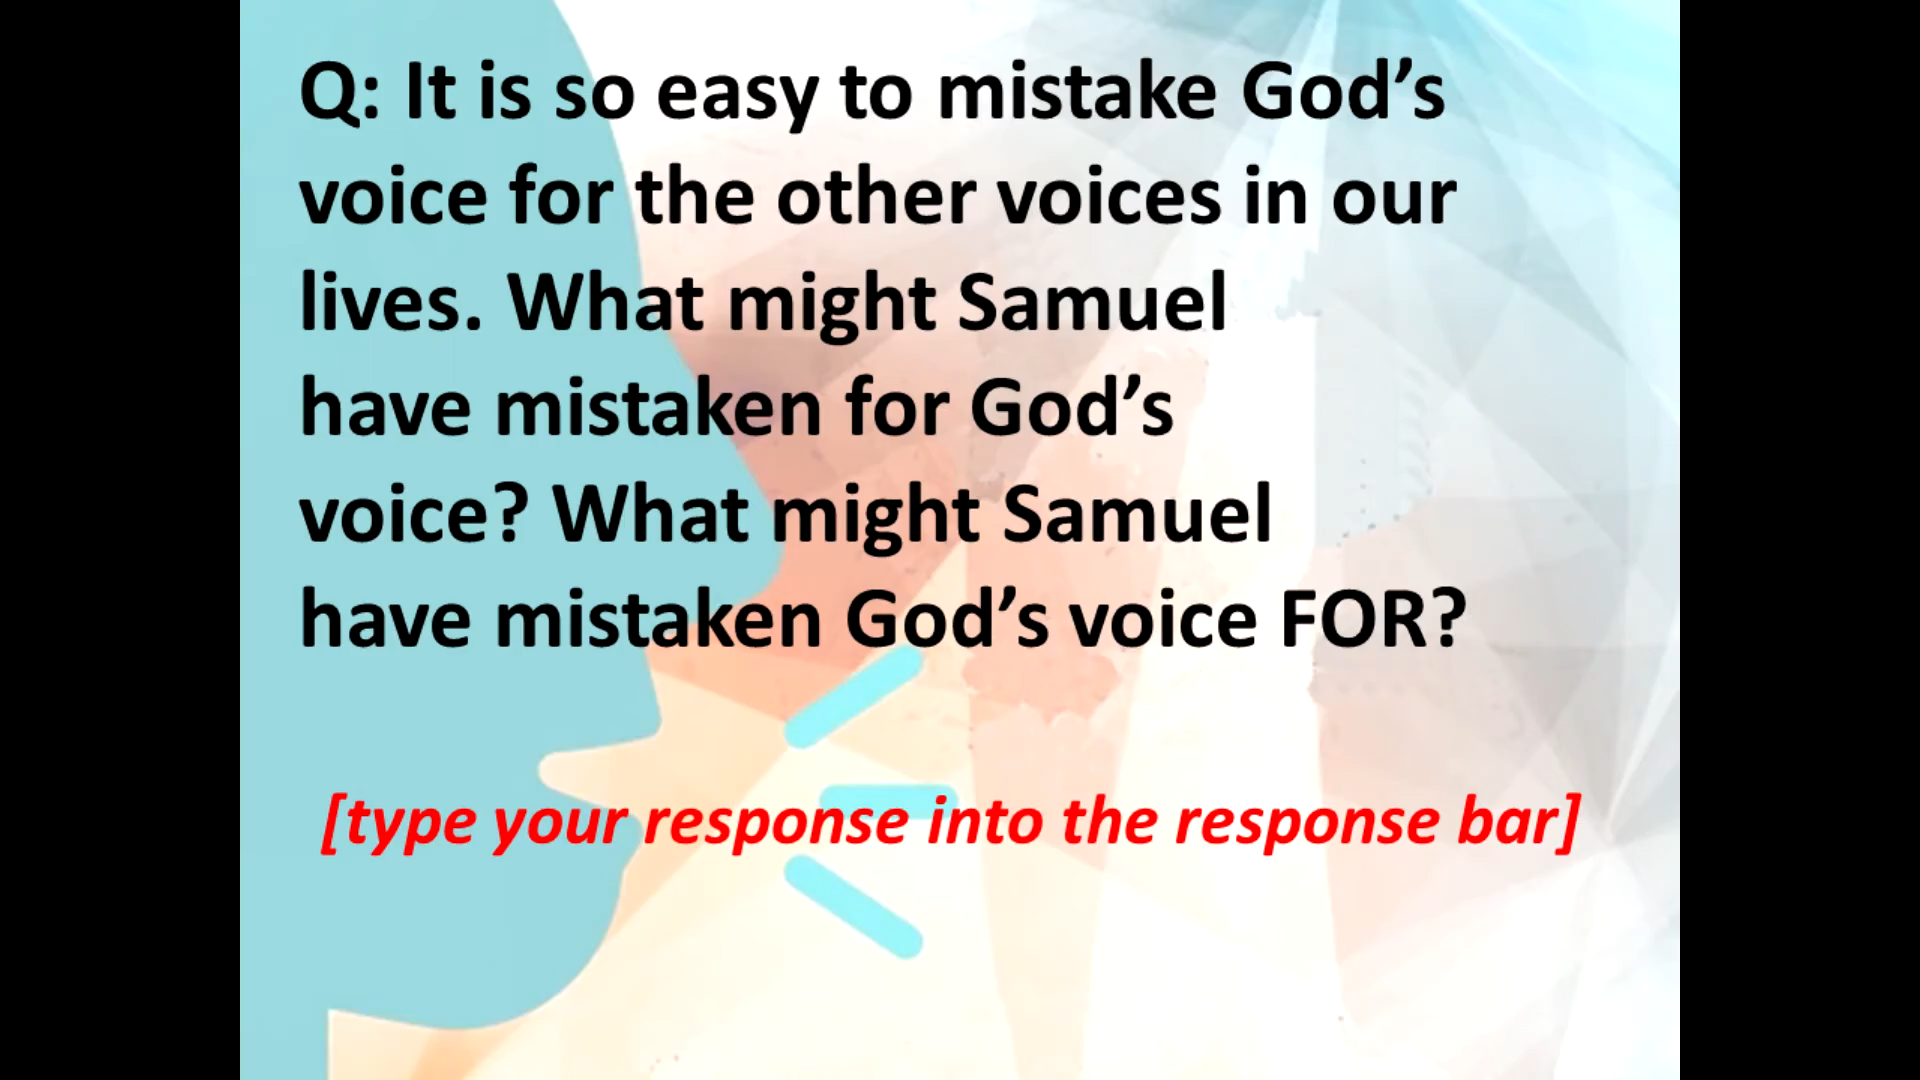 Q: It is so easy to mistake God’s
voice for the other voices in our
lives. What might Samuel
have mistaken for God’s
voice? What might Samuel
have mistaken God’s voice FOR?
[type your response into the response bar]